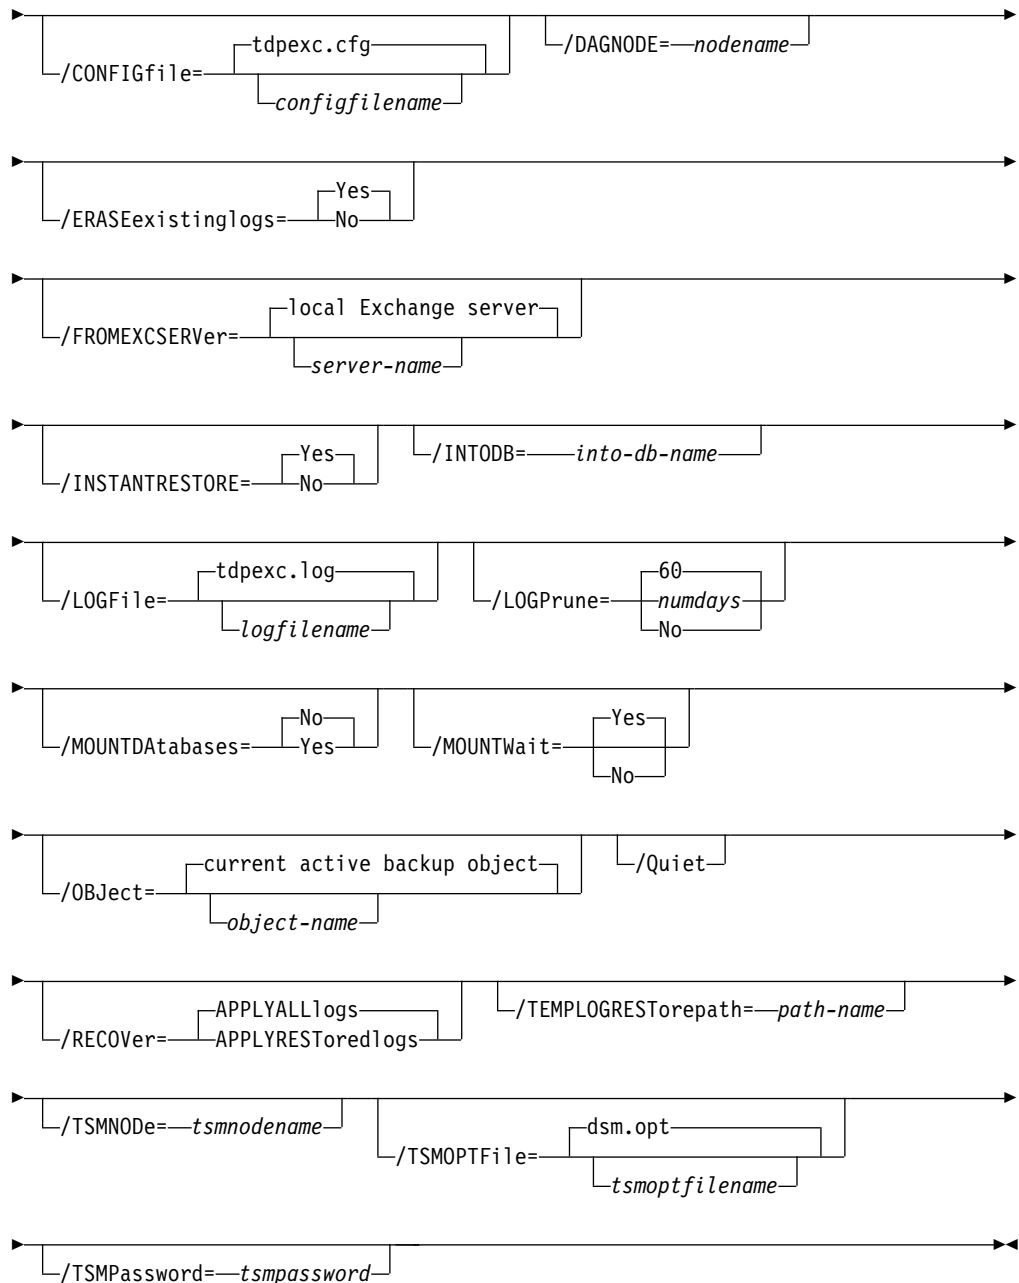 tdpexc.cfg
/CONFIGfile=
configfilename
/DAGNODE= nodename
/ERASEexistinglogs=
Yes
No
/FROMEXCSERVer=
local Exchange server
server-name
/INSTANTRESTORE=
Yes
No
/INTODB= into-db-name
/LOGFile=
tdpexc.log
logfilename
/LOGPrune=
60
numdays
No
/MOUNTDAtabases=
No
Yes
/MOUNTWait=
Yes
No
/OBJect=
current active backup object
object-name
/Quiet
/RECOVer=
APPLYALLlogs
APPLYRESToredlogs
/TEMPLOGRESTorepath= path-name
/TSMNODe= tsmnodename
/TSMOPTFile=
dsm.opt
tsmoptfilename
/TSMPassword= tsmpassword